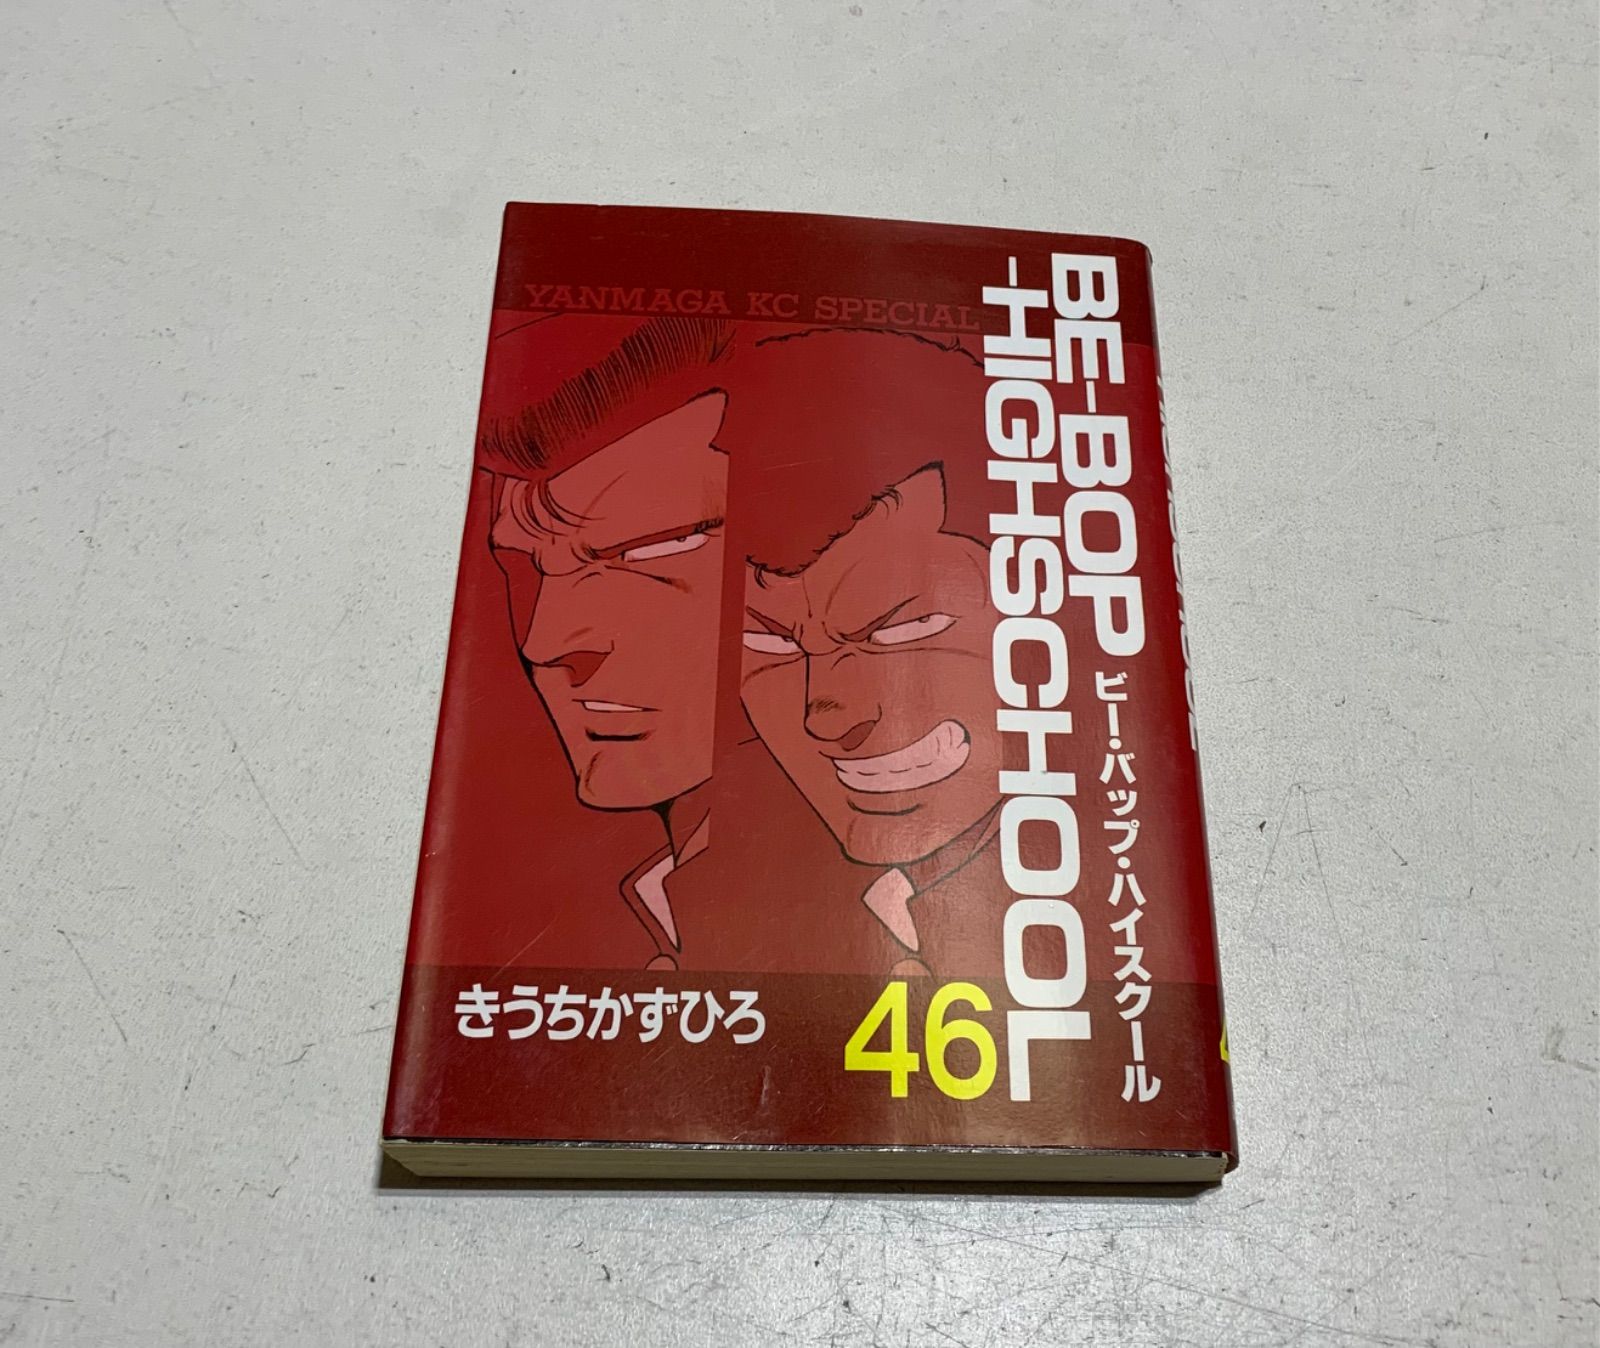 YANMAGA KC SPECIAL
BE-BOP
-HIGHSCHOOL
ビー・バップ・ハイスクール
きうちかずひろ
46